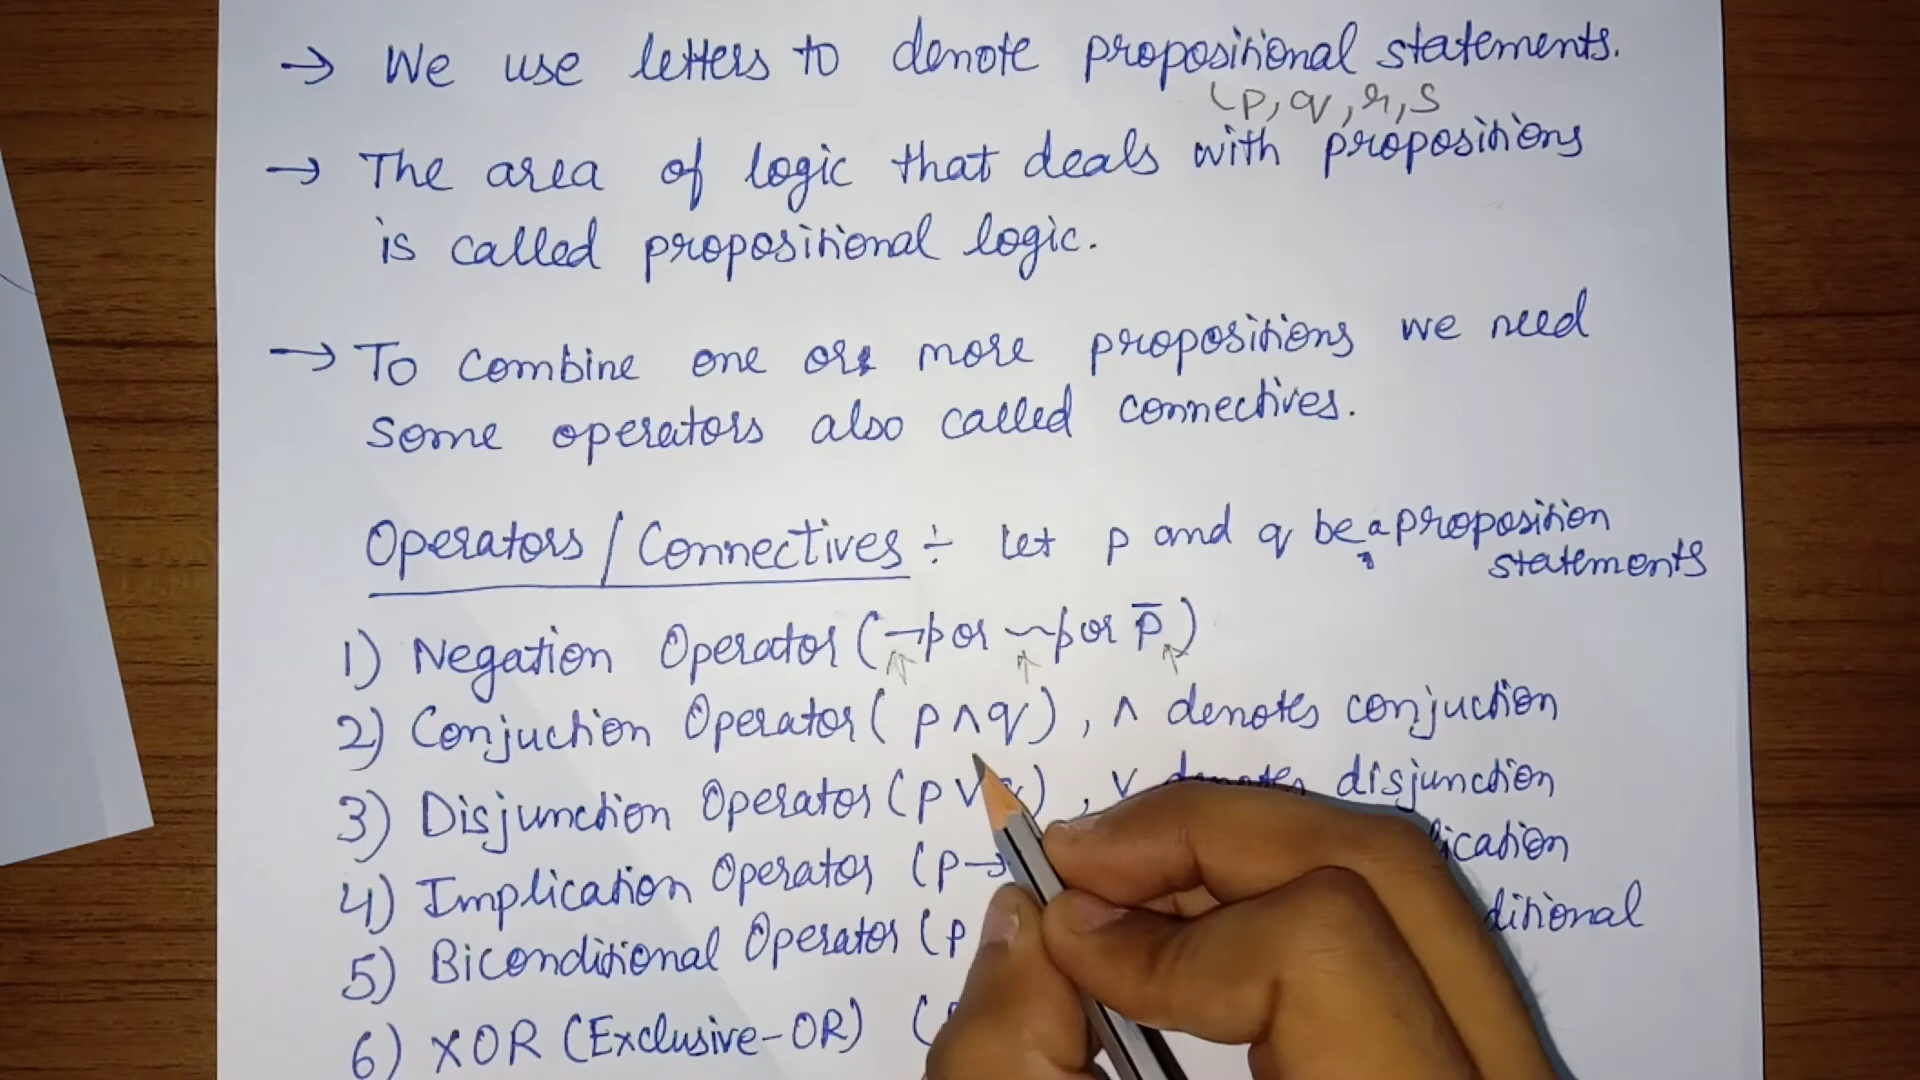 → We use letters to denote propositional statements.
(p, q, r, s
→ The area of logic that deals with propositions
is called propositional logic.
→ To combine one or more propositions we need
some operators also called connectives.
Operators / Connectives ÷ Let p and q be a proposition
statements
1) Negation Operator (¬p or ~p or p̅)
2) Conjuction Operator (p ∧ q), ∧ denotes conjuction
3) Disjunction Operator (p ∨ q), ∨ denotes disjunction
4) Implication Operator (p →
5) Biconditional Operator (p
6) XOR (Exclusive-OR) (